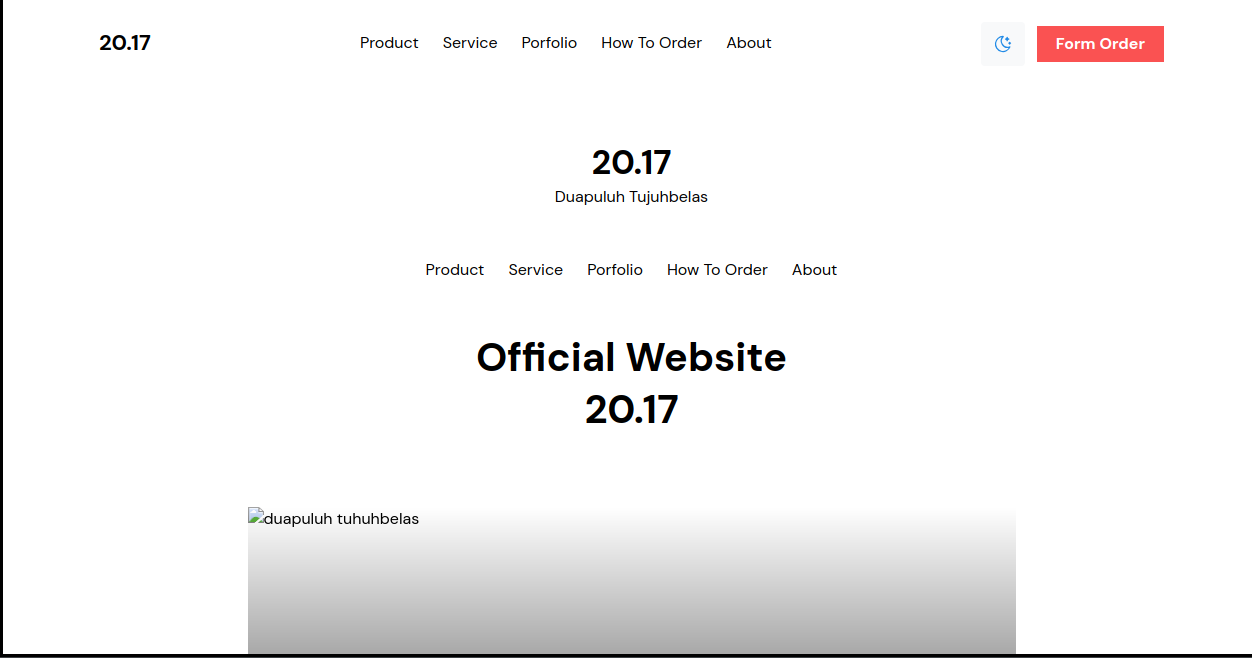 20.17 Product Service Porfolio How To Order About Form Order
20.17
Duapuluh Tujuhbelas
Product Service Porfolio How To Order About
Official Website
20.17
duapuluh tuhuhbelas